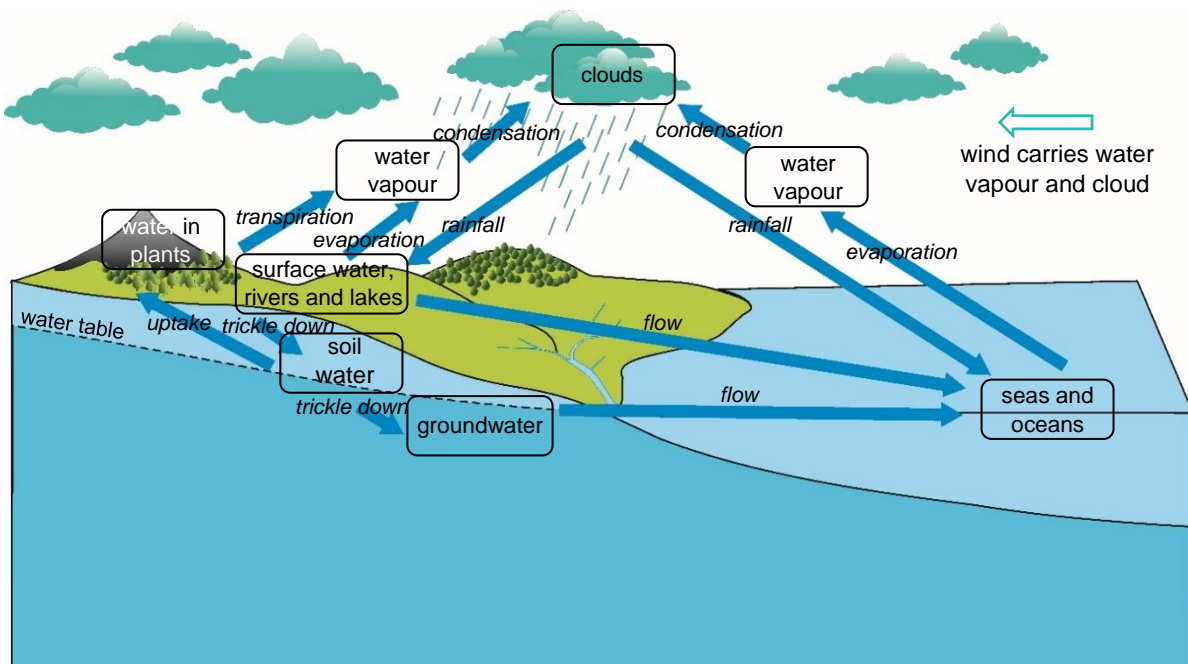 clouds
condensation
condensation
wind carries water
vapour and cloud
water
vapour
water
vapour
water in
plants
transpiration
evaporation
rainfall
rainfall
evaporation
surface water,
rivers and lakes
water table
uptake
trickle down
flow
soil
water
trickle down
groundwater
flow
seas and
oceans